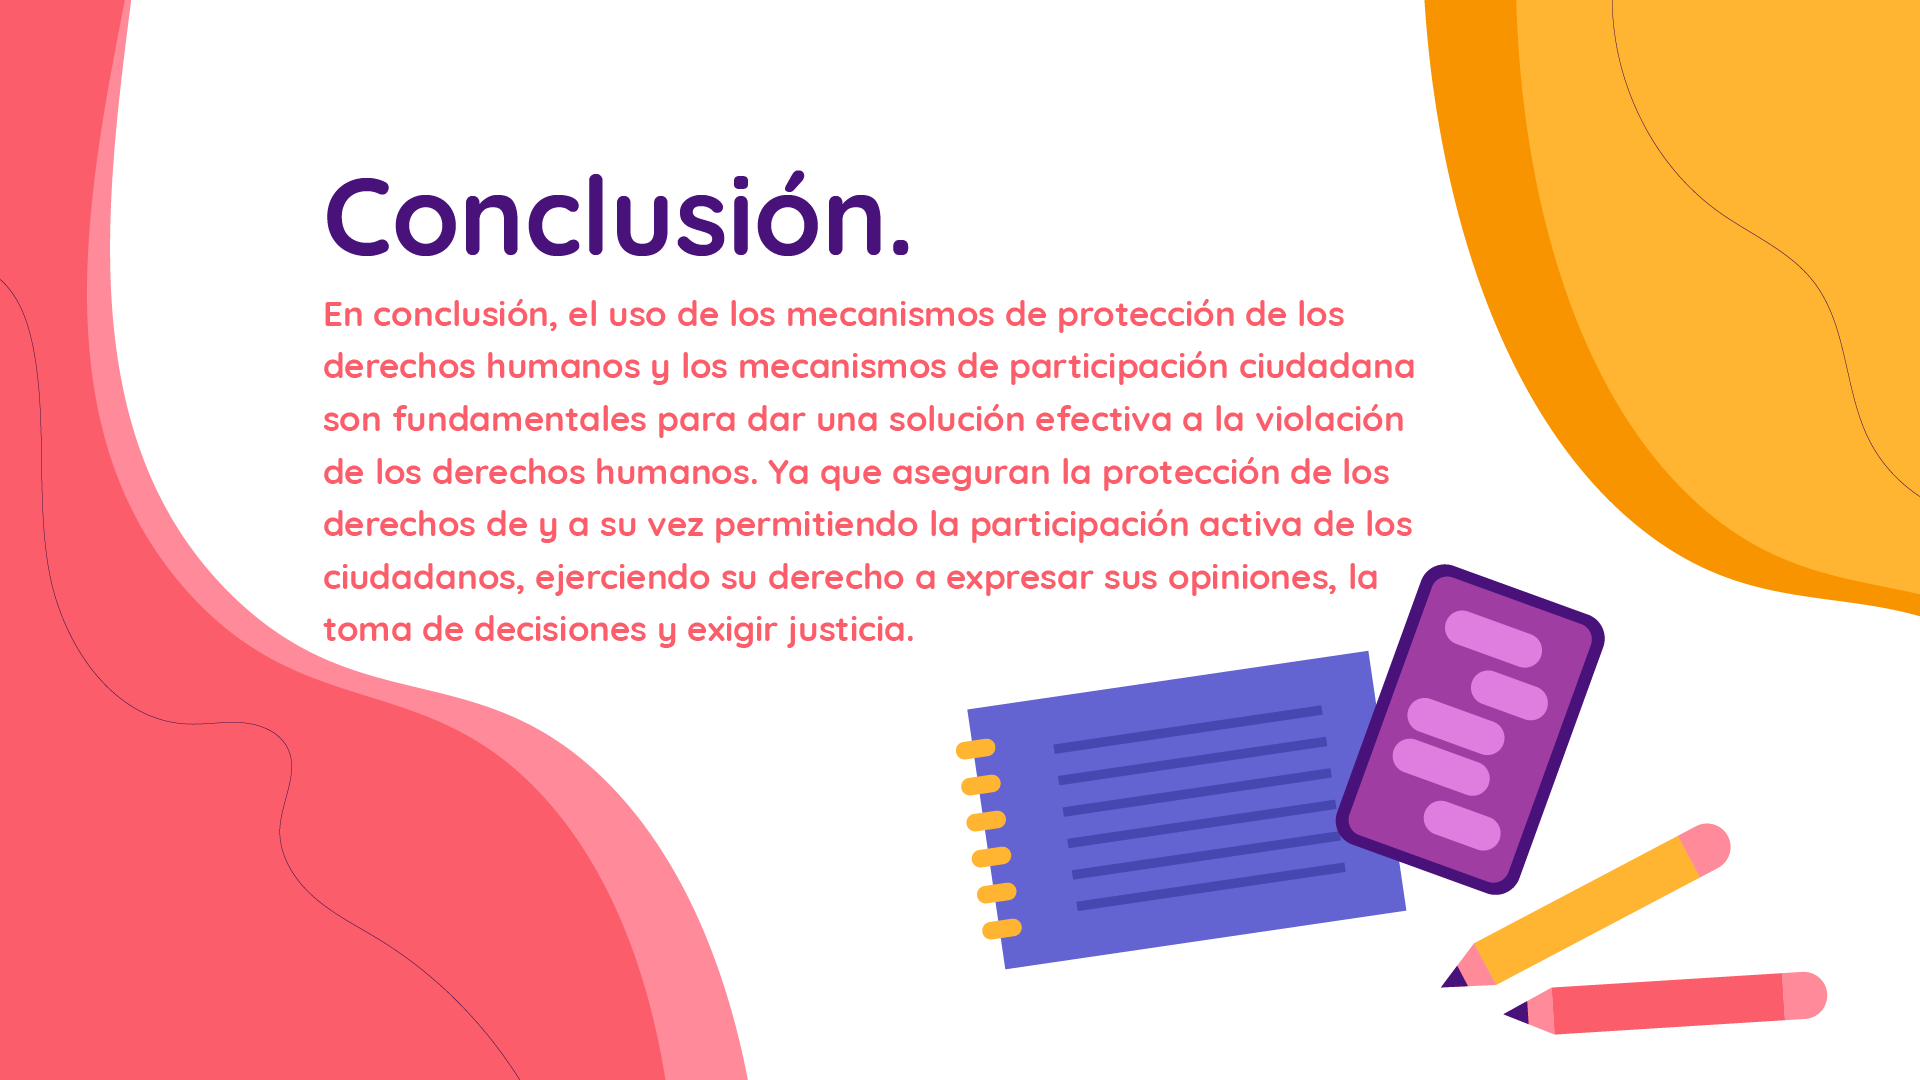 Conclusión.
En conclusión, el uso de los mecanismos de protección de los
derechos humanos y los mecanismos de participación ciudadana
son fundamentales para dar una solución efectiva a la violación
de los derechos humanos. Ya que aseguran la protección de los
derechos de y a su vez permitiendo la participación activa de los
ciudadanos, ejerciendo su derecho a expresar sus opiniones, la
toma de decisiones y exigir justicia.